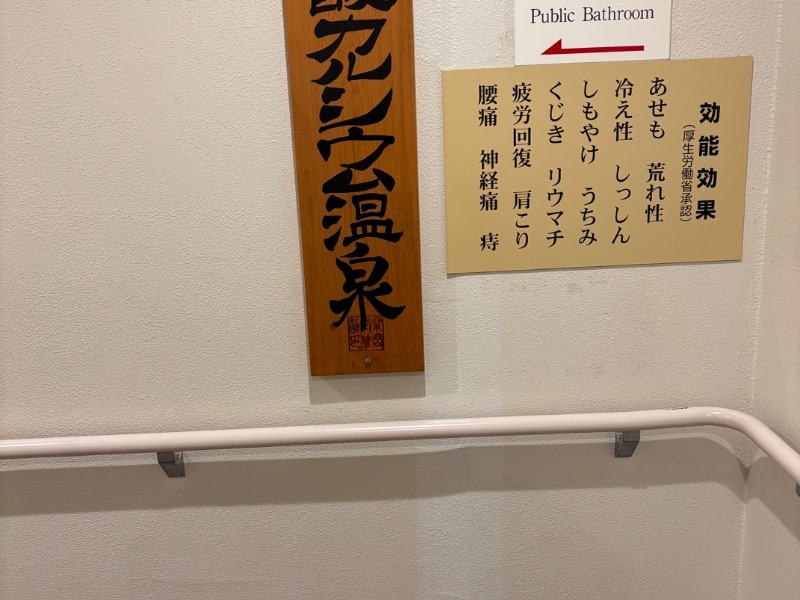 Public Bathroom
酸カルシウム温泉
効能効果
(厚生労働省承認)
あせも 荒れ性
冷え性 しっしん
しもやけ うちみ
くじき リウマチ
疲労回復 肩こり
腰痛 神経痛 痔